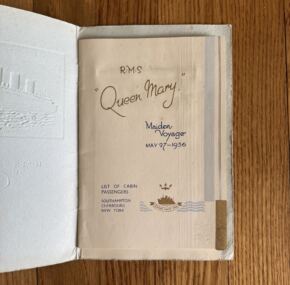 R.M.S
"Queen Mary"
Maiden
Voyage
MAY 27-1936
LIST OF CABIN
PASSENGERS
SOUTHAMPTON
CHERBOURG
NEW YORK